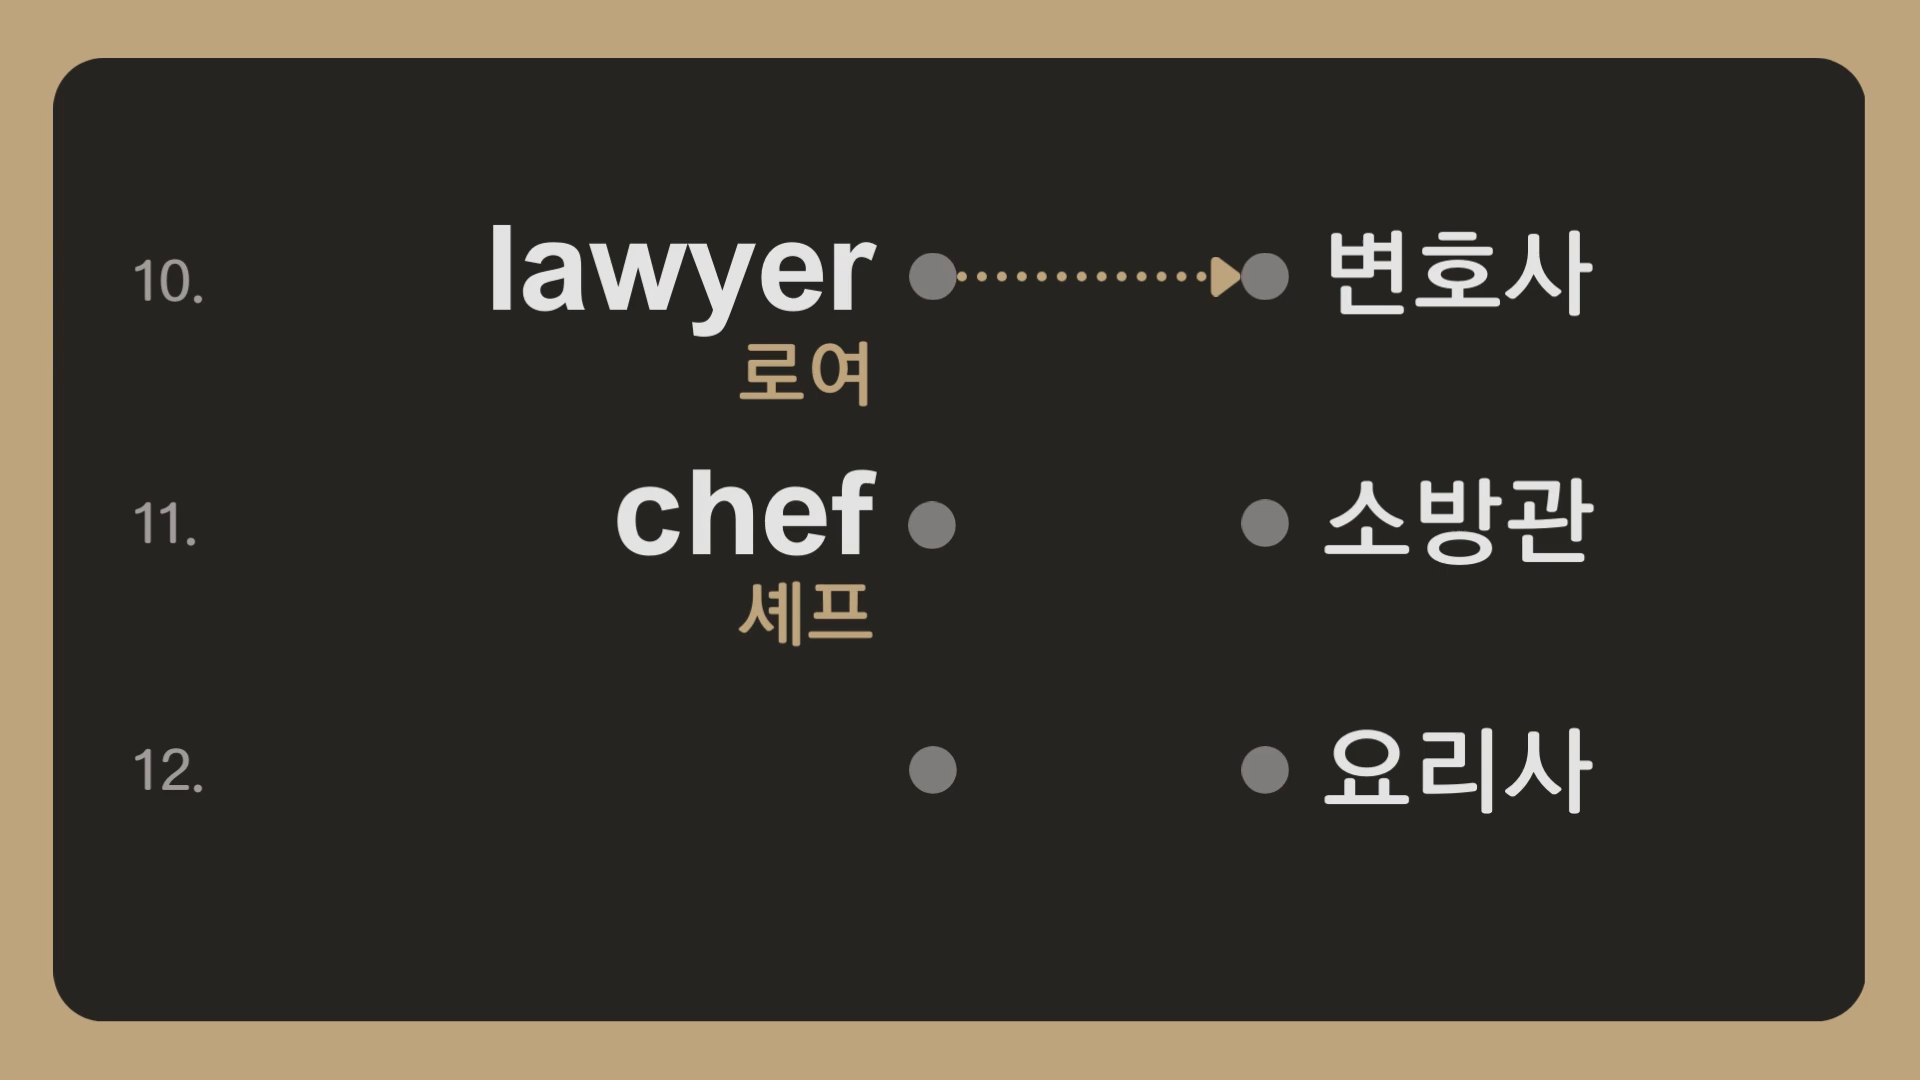 10. lawyer 변호사
로여
11. chef 소방관
셰프
12. 요리사